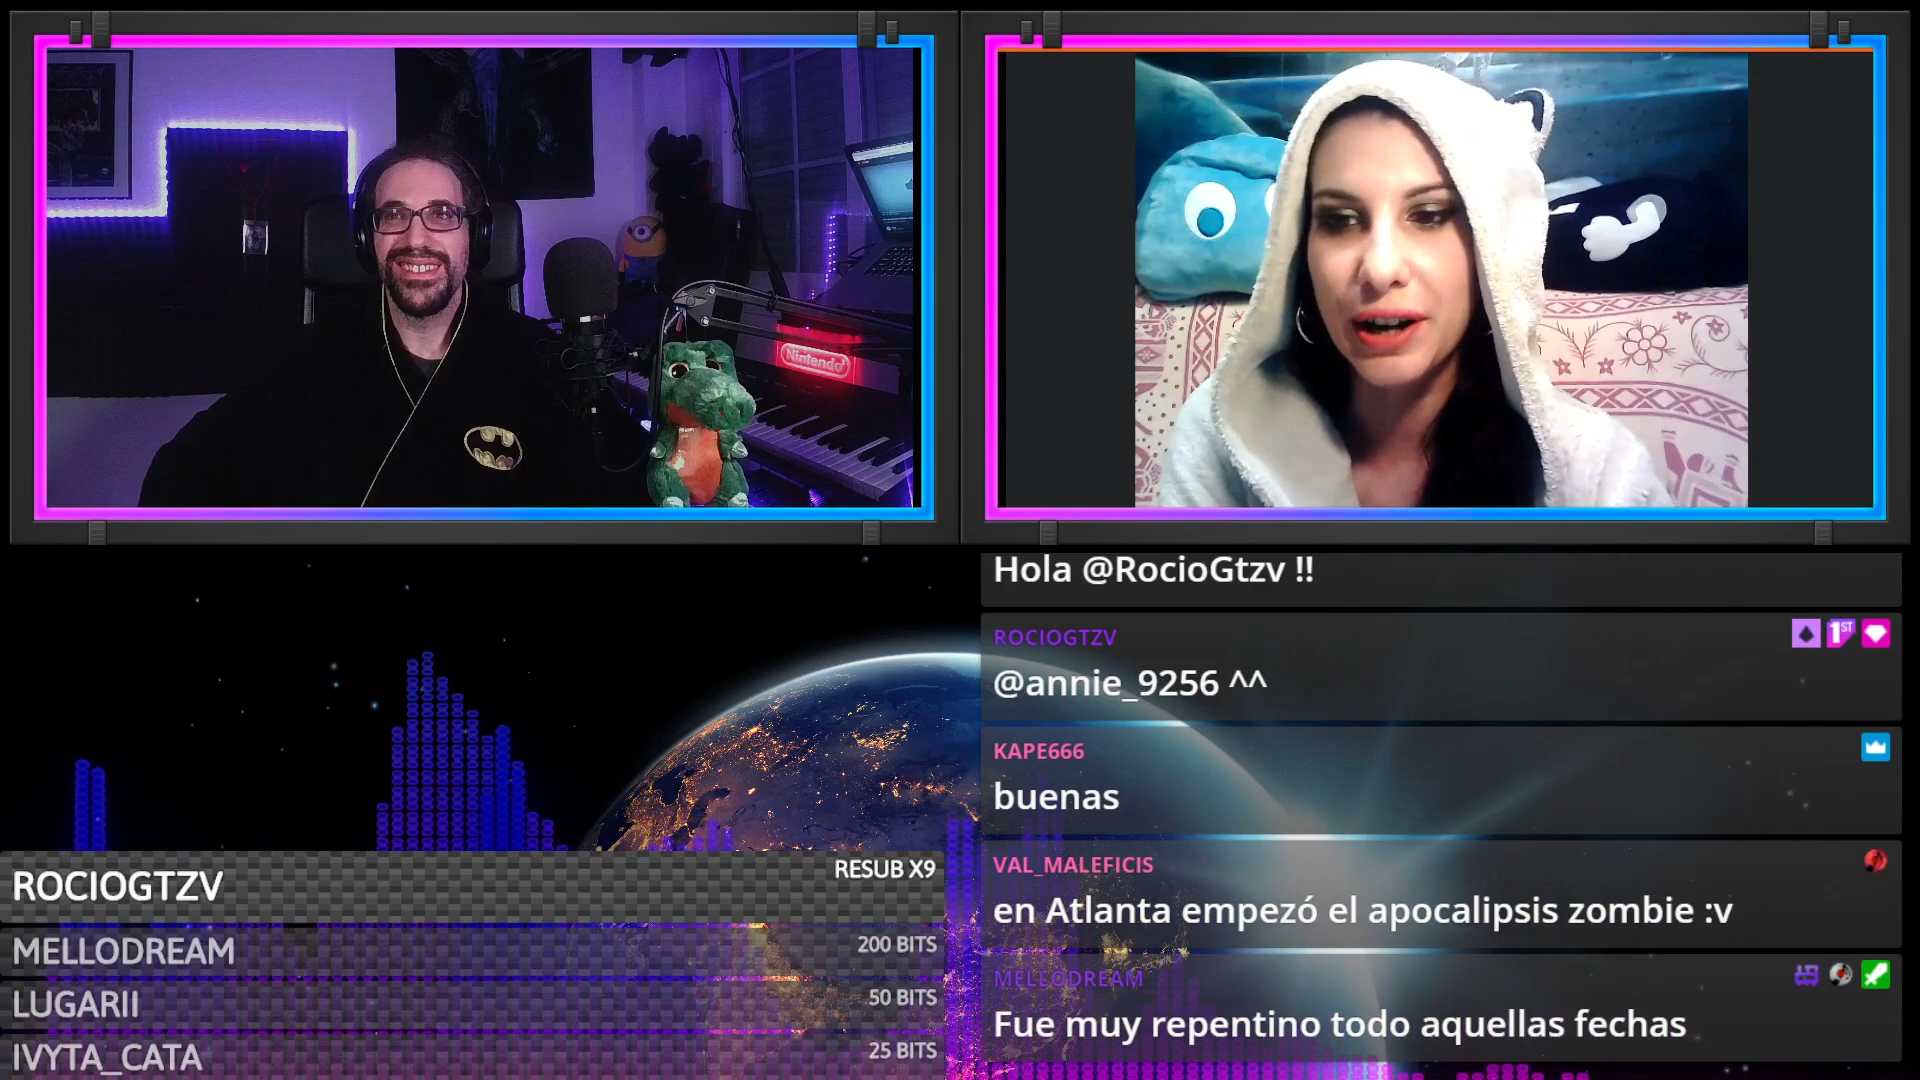 Nintendo
Hola @RocioGtzv !!
ROCIOGTZV
1ST
@annie_9256 ^^
KAPE666
buenas
VAL_MALEFICIS
en Atlanta empezó el apocalipsis zombie :v
MELLODREAM
Fue muy repentino todo aquellas fechas
ROCIOGTZV RESUB X9
MELLODREAM 200 BITS
LUGARII 50 BITS
IVYTA_CATA 25 BITS